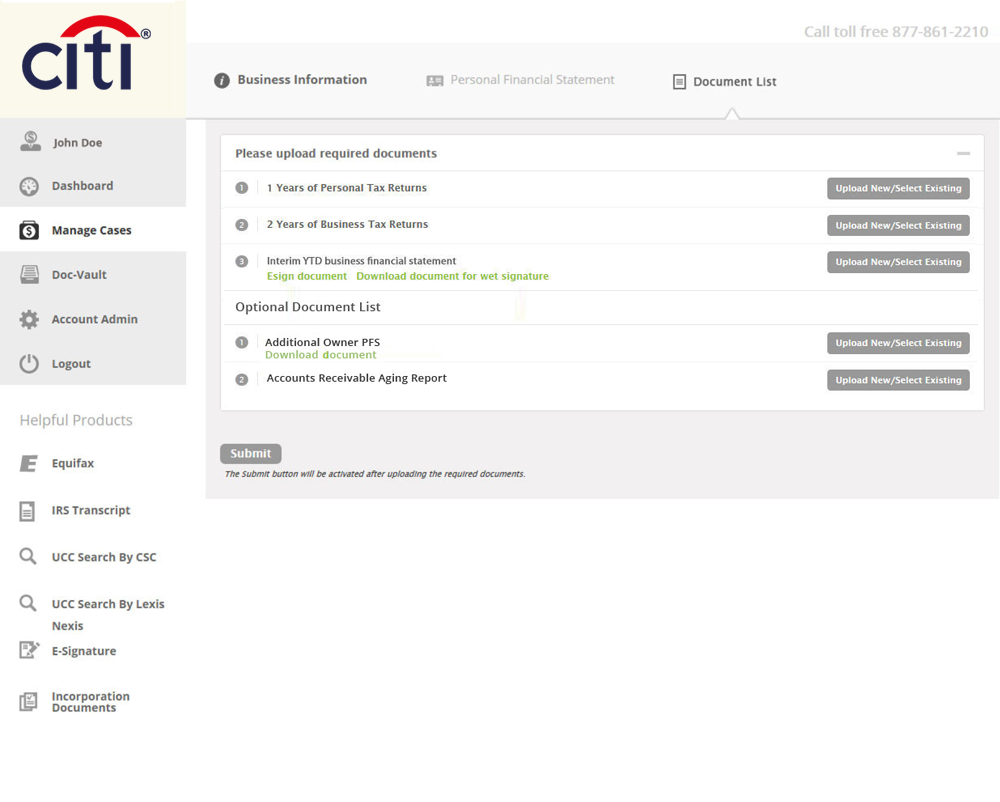 citi®
Call toll free 877-861-2210
Business Information
Personal Financial Statement
Document List
John Doe
Dashboard
Manage Cases
Doc-Vault
Account Admin
Logout
Helpful Products
Equifax
IRS Transcript
UCC Search By CSC
UCC Search By Lexis
Nexis
E-Signature
Incorporation
Documents
Please upload required documents
1 1 Years of Personal Tax Returns Upload New/Select Existing
2 2 Years of Business Tax Returns Upload New/Select Existing
3 Interim YTD business financial statement Upload New/Select Existing
Esign document Download document for wet signature
Optional Document List
1 Additional Owner PFS Upload New/Select Existing
Download document
2 Accounts Receivable Aging Report Upload New/Select Existing
Submit
The Submit button will be activated after uploading the required documents.